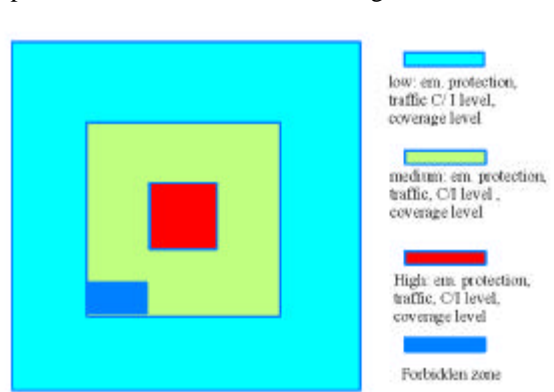 low: em. protection,
traffic C/ I level,
coverage level
medium: em. protection,
traffic, C/I level ,
coverage level
High: em. protection,
traffic, C/I level,
coverage level
Forbidden zone